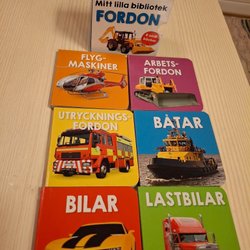 Mitt lilla bibliotek
FORDON
FLYG-
MASKINER
ARBETS-
FORDON
UTRYCKNINGS-
FORDON
BÅTAR
BILAR
LASTBILAR